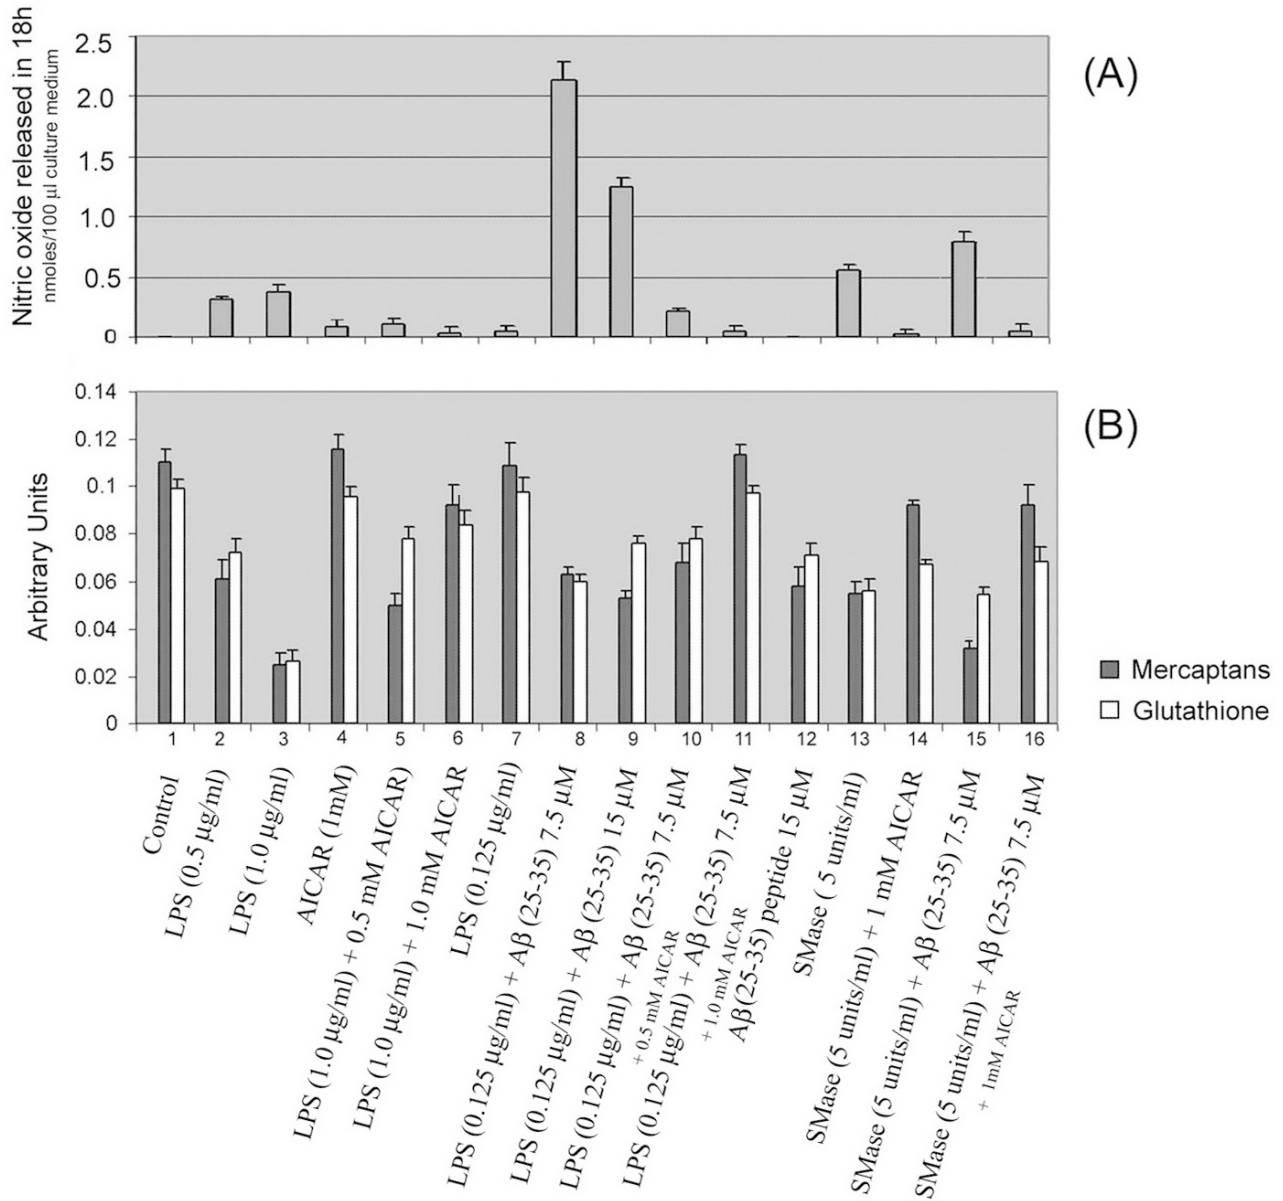 Nitric oxide released in 18h
nmoles/100 µl culture medium
2.5
2.0
1.5
1.0
0.5
0
(A)
Arbitrary Units
0.14
0.12
0.1
0.08
0.06
0.04
0.02
0
(B)
Mercaptans
Glutathione
1 2 3 4 5 6 7 8 9 10 11 12 13 14 15 16
Control
LPS (0.5 µg/ml)
LPS (1.0 µg/ml)
AICAR (1mM)
LPS (1.0 µg/ml) + 0.5 mM AICAR)
LPS (1.0 µg/ml) + 1.0 mM AICAR
LPS (0.125 µg/ml)
LPS (0.125 µg/ml) + Aβ (25-35) 7.5 µM
LPS (0.125 µg/ml) + Aβ (25-35) 15 µM
LPS (0.125 µg/ml) + Aβ (25-35) 7.5 µM
+ 0.5 mM AICAR
LPS (0.125 µg/ml) + Aβ (25-35) 7.5 µM
+ 1.0 mM AICAR
Aβ (25-35) peptide 15 µM
SMase ( 5 units/ml)
SMase (5 units/ml) + 1 mM AICAR
SMase (5 units/ml) + Aβ (25-35) 7.5 µM
SMase (5 units/ml) + Aβ (25-35) 7.5 µM
+ 1mM AICAR